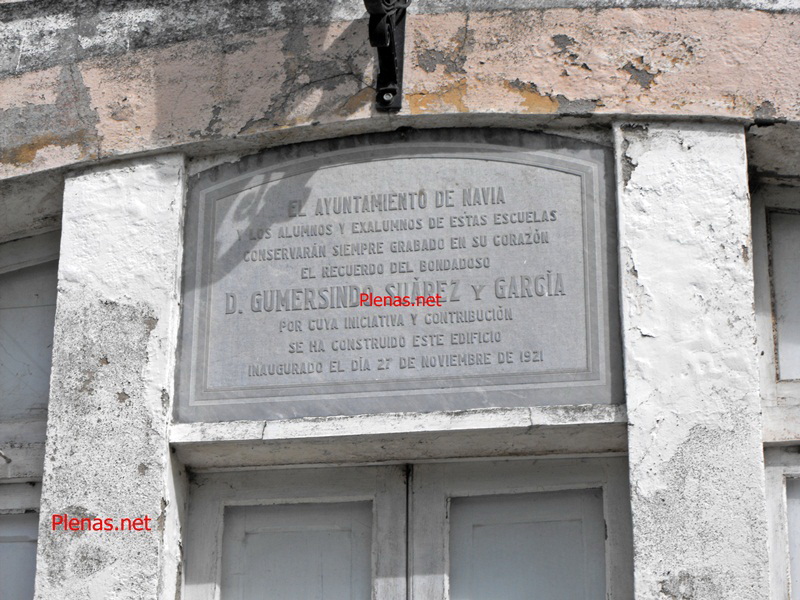 EL AYUNTAMIENTO DE NAVIA
Y LOS ALUMNOS Y EXALUMNOS DE ESTAS ESCUELAS
CONSERVARÁN SIEMPRE GRABADO EN SU CORAZÓN
EL RECUERDO DEL BONDADOSO
D. GUMERSINDO SUÁREZ Y GARCÍA
Plenas.net
POR CUYA INICIATIVA Y CONTRIBUCIÓN
SE HA CONSTRUIDO ESTE EDIFICIO
INAUGURADO EL DÍA 27 DE NOVIEMBRE DE 1921
Plenas.net